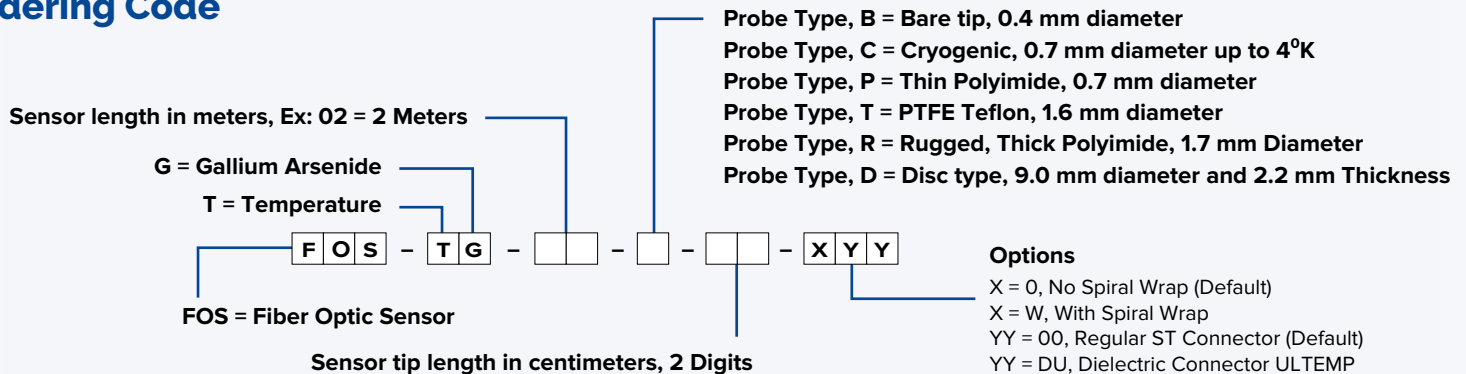 dering Code
Probe Type, B = Bare tip, 0.4 mm diameter
Probe Type, C = Cryogenic, 0.7 mm diameter up to 4⁰K
Probe Type, P = Thin Polyimide, 0.7 mm diameter
Probe Type, T = PTFE Teflon, 1.6 mm diameter
Probe Type, R = Rugged, Thick Polyimide, 1.7 mm Diameter
Probe Type, D = Disc type, 9.0 mm diameter and 2.2 mm Thickness
Sensor length in meters, Ex: 02 = 2 Meters
G = Gallium Arsenide
T = Temperature
F O S – T G – – – – X Y Y
FOS = Fiber Optic Sensor
Sensor tip length in centimeters, 2 Digits
Options
X = 0, No Spiral Wrap (Default)
X = W, With Spiral Wrap
YY = 00, Regular ST Connector (Default)
YY = DU, Dielectric Connector ULTEMP